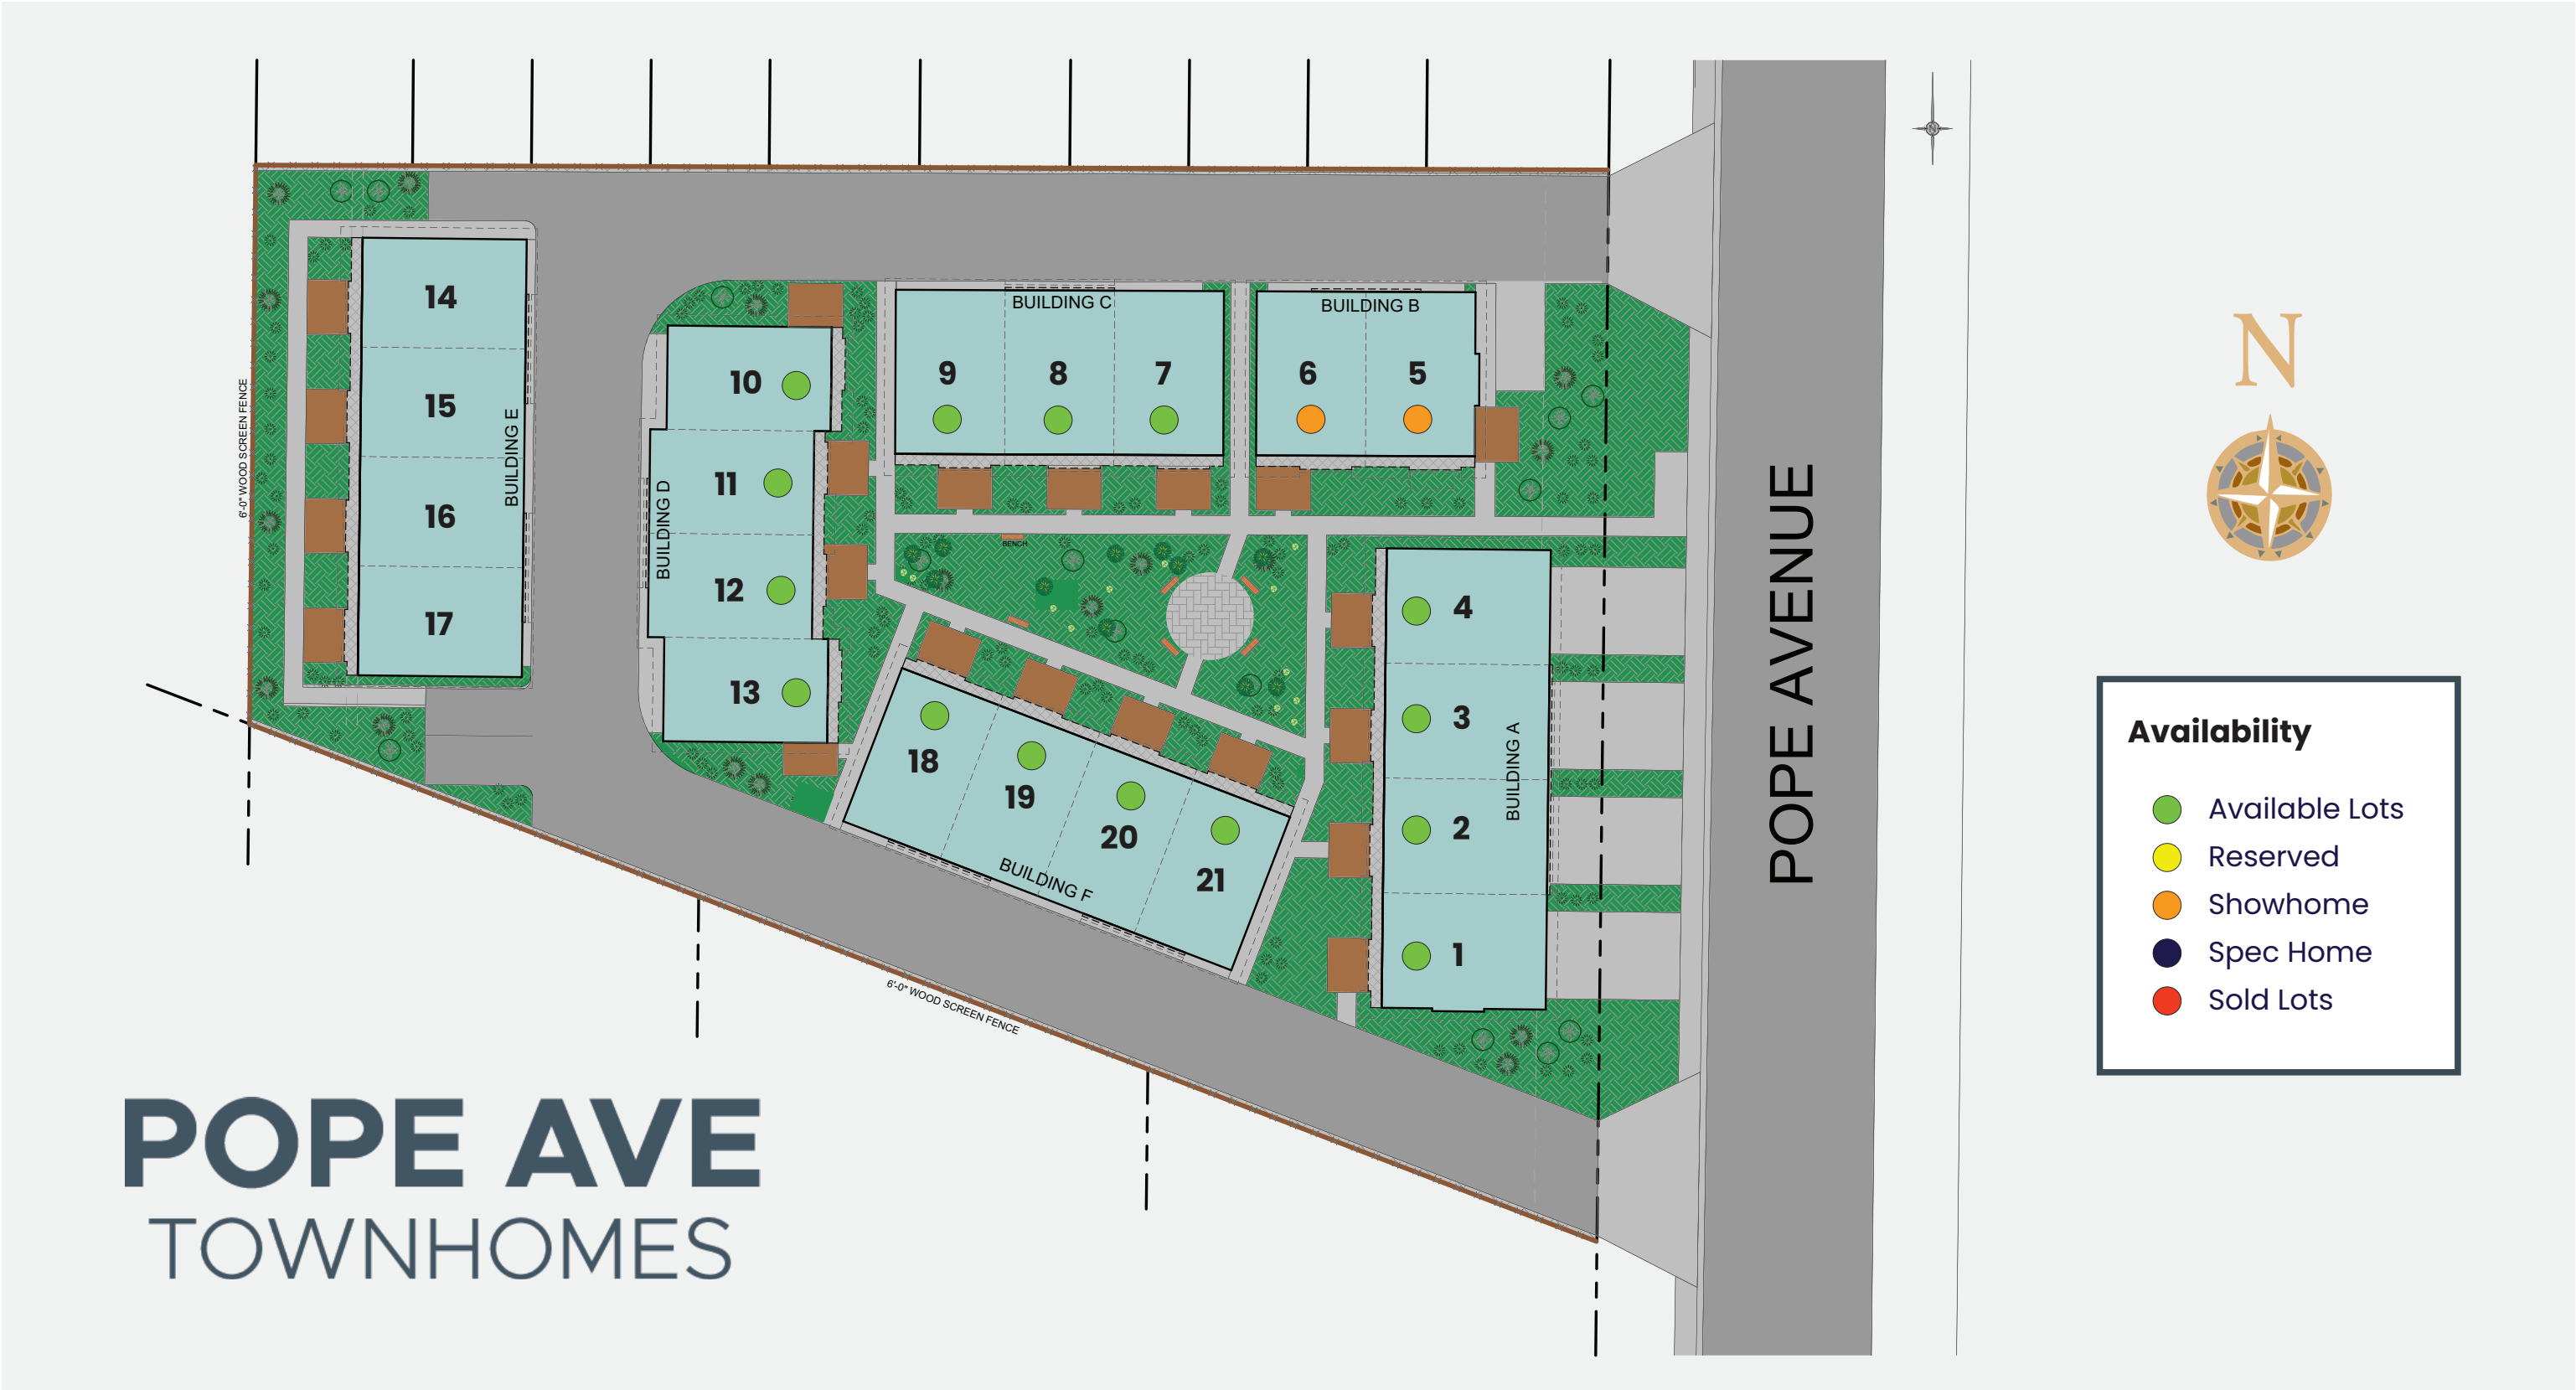 N
N
14
15
16
17
BUILDING E
6'-0" WOOD SCREEN FENCE
10
11
12
13
BUILDING D
BUILDING C
9
8
7
BUILDING B
6
5
BENCH
4
3
2
1
BUILDING A
18
19
20
21
BUILDING F
6'-0" WOOD SCREEN FENCE
POPE AVENUE
Availability
Available Lots
Reserved
Showhome
Spec Home
Sold Lots
POPE AVE
TOWNHOMES